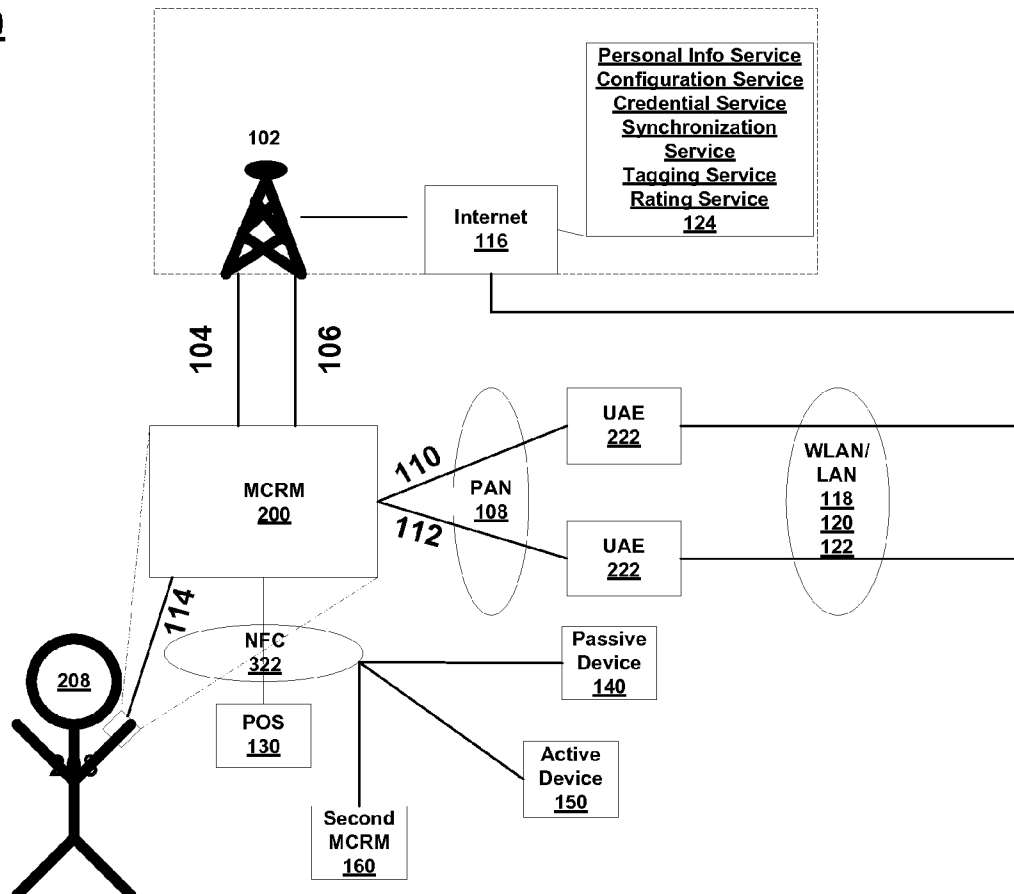 Personal Info Service
Configuration Service
Credential Service
Synchronization
Service
Tagging Service
Rating Service
124
102
Internet
116
104
106
UAE
222
WLAN/
LAN
118
120
122
110
PAN
108
MCRM
200
112
UAE
222
114
NFC
322
Passive
Device
140
208
POS
130
Active
Device
150
Second
MCRM
160